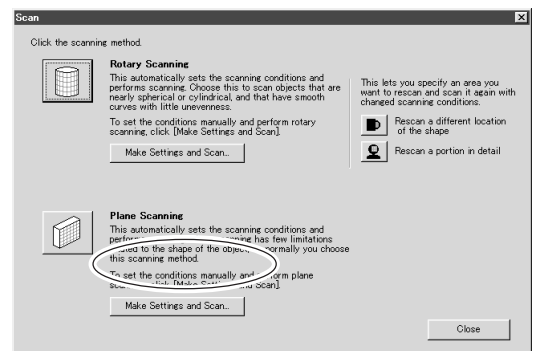 Scan
Click the scanning method.
Rotary Scanning
This automatically sets the scanning conditions and
performs scanning. Choose this to scan objects that are
nearly spherical or cylindrical, and that have smooth
curves with little unevenness.
To set the conditions manually and perform rotary
scanning, click [Make Settings and Scan].
Make Settings and Scan...
This lets you specify an area you
want to rescan and scan it again with
changed scanning conditions.
Rescan a different location
of the shape
Rescan a portion in detail
Plane Scanning
This automatically sets the scanning conditions and
has few limitations
to the shape of the object, normally you choose
this scanning method.
To set the conditions manually and perform plane
click [Make Settings and Scan].
Make Settings and Scan...
Close